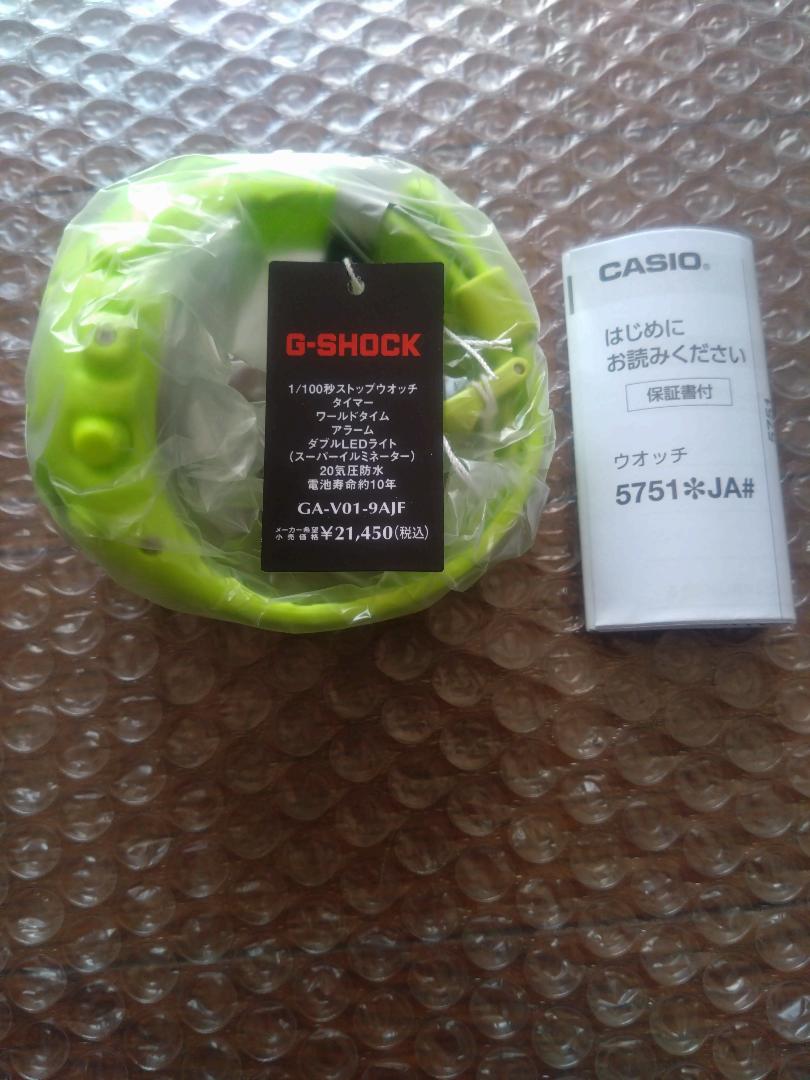 G-SHOCK
1/100秒ストップウオッチ
タイマー
ワールドタイム
アラーム
ダブルLEDライト
(スーパーイルミネーター)
20気圧防水
電池寿命約10年
GA-V01-9AJF
メーカー希望
小売価格 ¥21,450(税込)
CASIO®
はじめに
お読みください
保証書付
ウオッチ
5751✻JA#